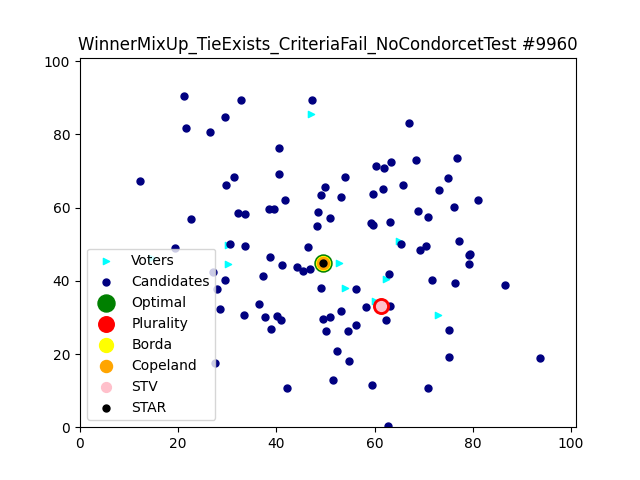 WinnerMixUp_TieExists_CriteriaFail_NoCondorcetTest #9960
100
80
60
40
20
0
Voters
Candidates
Optimal
Plurality
Borda
Copeland
STV
STAR
0 20 40 60 80 100